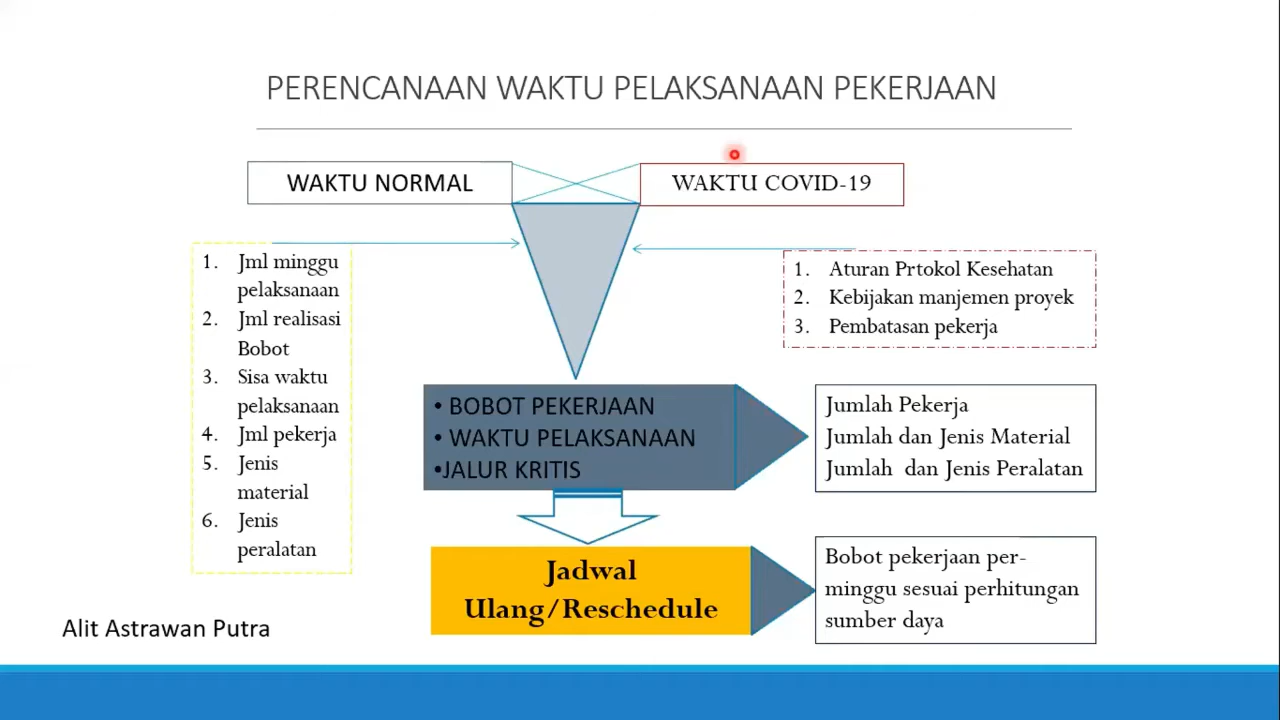 PERENCANAAN WAKTU PELAKSANAAN PEKERJAAN
WAKTU NORMAL
WAKTU COVID-19
1. Jml minggu
pelaksanaan
2. Jml realisasi
Bobot
3. Sisa waktu
pelaksanaan
4. Jml pekerja
5. Jenis
material
6. Jenis
peralatan
1. Aturan Prtokol Kesehatan
2. Kebijakan manjemen proyek
3. Pembatasan pekerja
• BOBOT PEKERJAAN
• WAKTU PELAKSANAAN
•JALUR KRITIS
Jumlah Pekerja
Jumlah dan Jenis Material
Jumlah dan Jenis Peralatan
Jadwal
Ulang/Reschedule
Bobot pekerjaan per-
minggu sesuai perhitungan
sumber daya
Alit Astrawan Putra